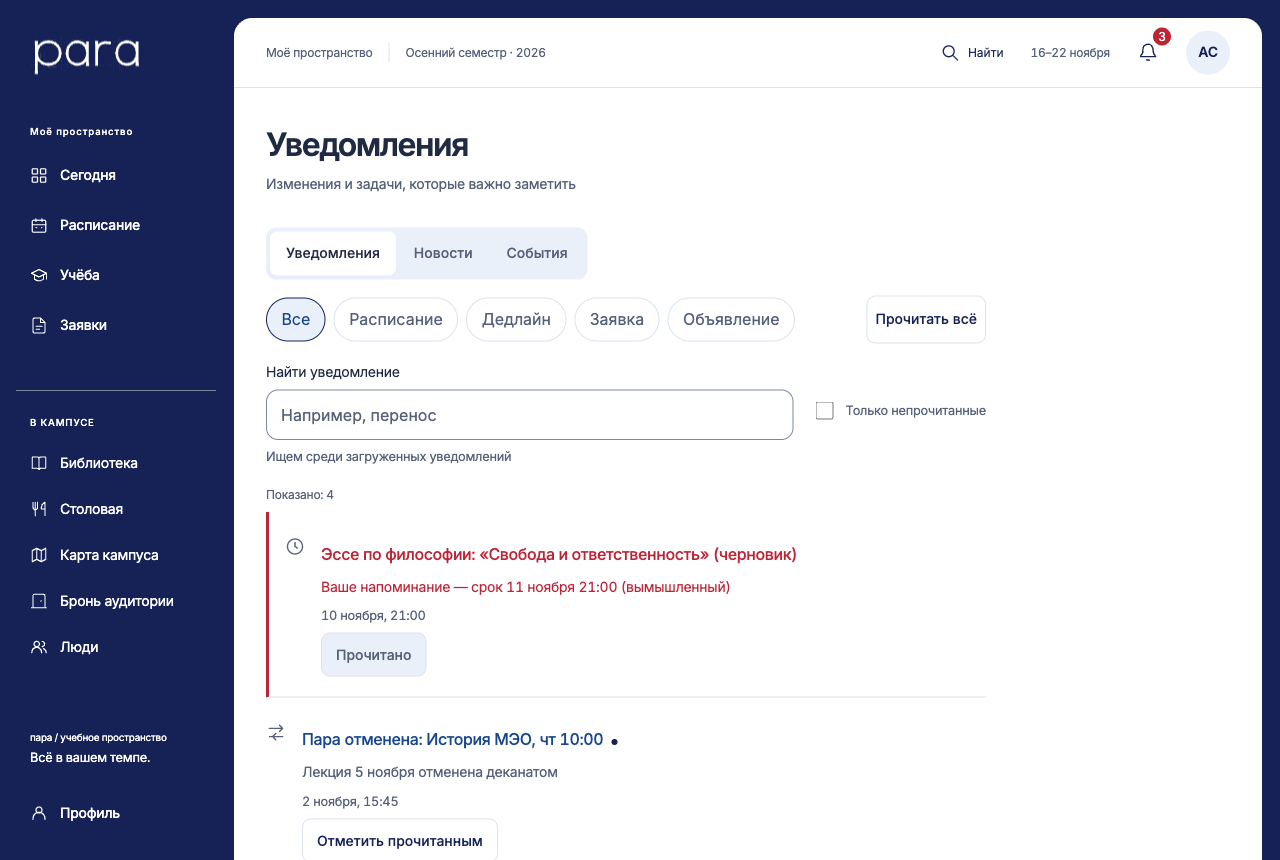 para
Моё пространство
Сегодня
Расписание
Учёба
Заявки
В КАМПУСЕ
Библиотека
Столовая
Карта кампуса
Бронь аудитории
Люди
пара / учебное пространство
Всё в вашем темпе.
Профиль
Моё пространство
Осенний семестр · 2026
Найти
16–22 ноября
3
АС
Уведомления
Изменения и задачи, которые важно заметить
Уведомления
Новости
События
Все
Расписание
Дедлайн
Заявка
Объявление
Прочитать всё
Найти уведомление
Например, перенос
Только непрочитанные
Ищем среди загруженных уведомлений
Показано: 4
Эссе по философии: «Свобода и ответственность» (черновик)
Ваше напоминание — срок 11 ноября 21:00 (вымышленный)
10 ноября, 21:00
Прочитано
Пара отменена: История МЭО, чт 10:00
Лекция 5 ноября отменена деканатом
2 ноября, 15:45
Отметить прочитанным